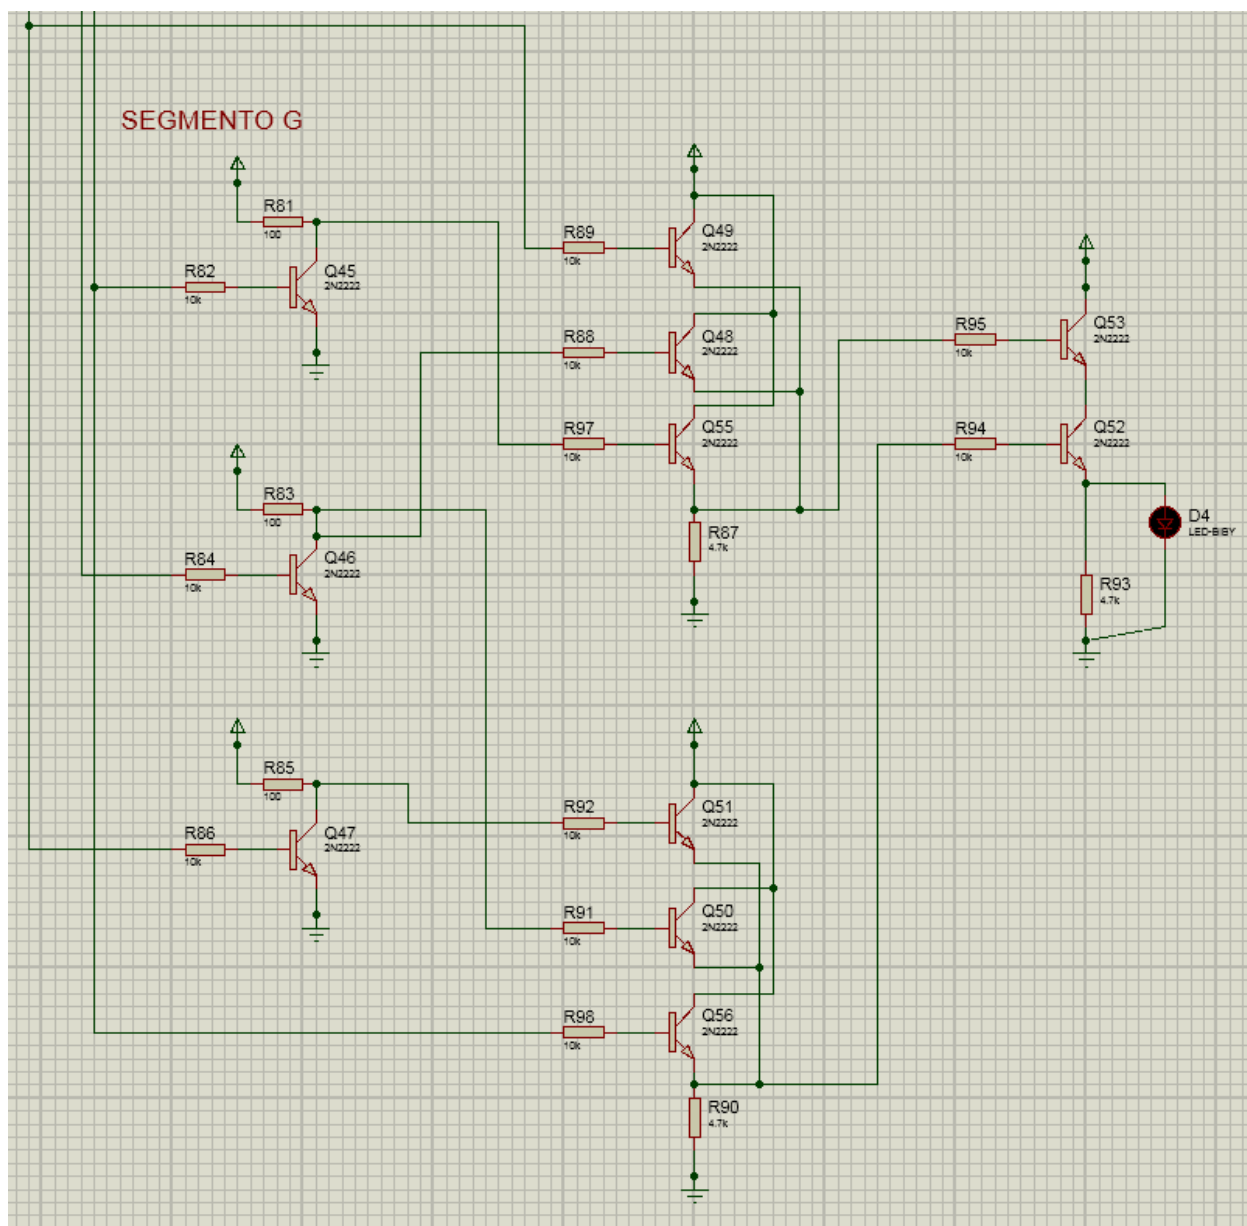 SEGMENTO G
R81
100
R82
10k
Q45
2N2222
R89
10k
Q49
2N2222
R88
10k
Q48
2N2222
R97
10k
Q55
2N2222
R87
4.7k
R95
10k
Q53
2N2222
R94
10k
Q52
2N2222
D4
LED-BIBY
R93
4.7k
R83
100
R84
10k
Q46
2N2222
R85
100
R86
10k
Q47
2N2222
R92
10k
Q51
2N2222
R91
10k
Q50
2N2222
R98
10k
Q56
2N2222
R90
4.7k